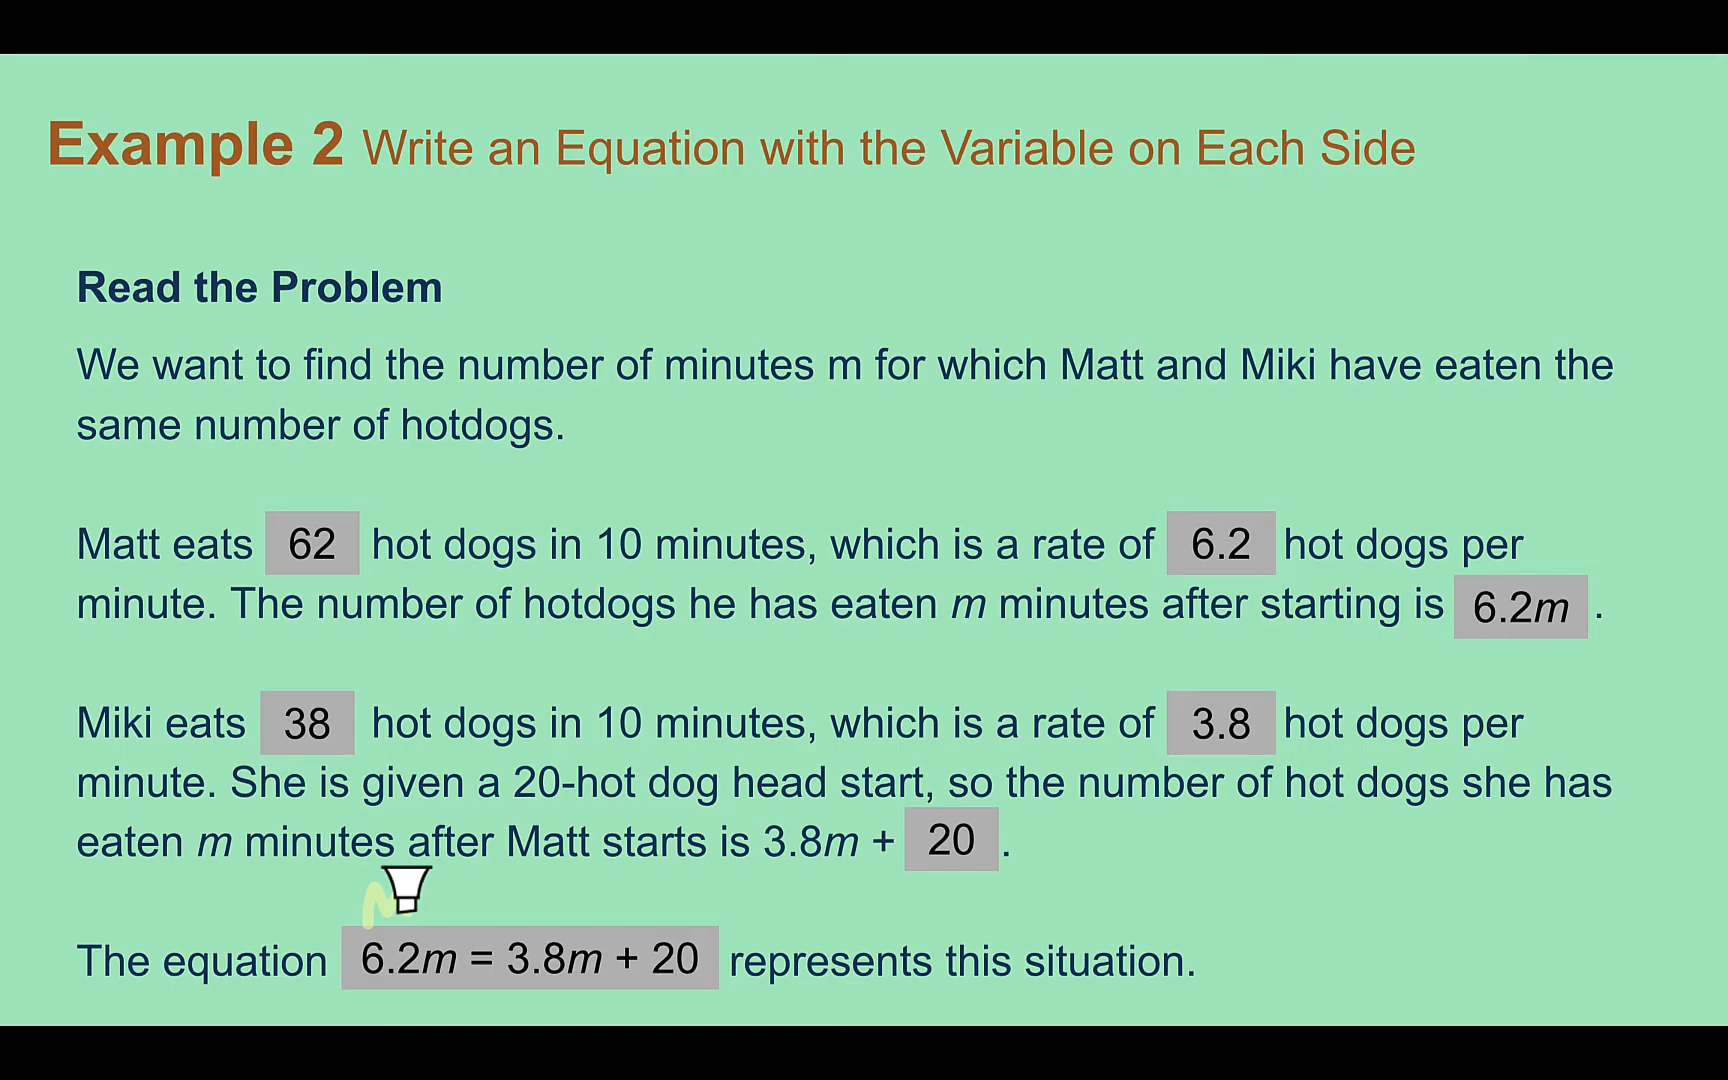 Example 2 Write an Equation with the Variable on Each Side
Read the Problem
We want to find the number of minutes m for which Matt and Miki have eaten the
same number of hotdogs.
Matt eats 62 hot dogs in 10 minutes, which is a rate of 6.2 hot dogs per
minute. The number of hotdogs he has eaten m minutes after starting is 6.2m .
Miki eats 38 hot dogs in 10 minutes, which is a rate of 3.8 hot dogs per
minute. She is given a 20-hot dog head start, so the number of hot dogs she has
eaten m minutes after Matt starts is 3.8m + 20 .
The equation 6.2m = 3.8m + 20 represents this situation.